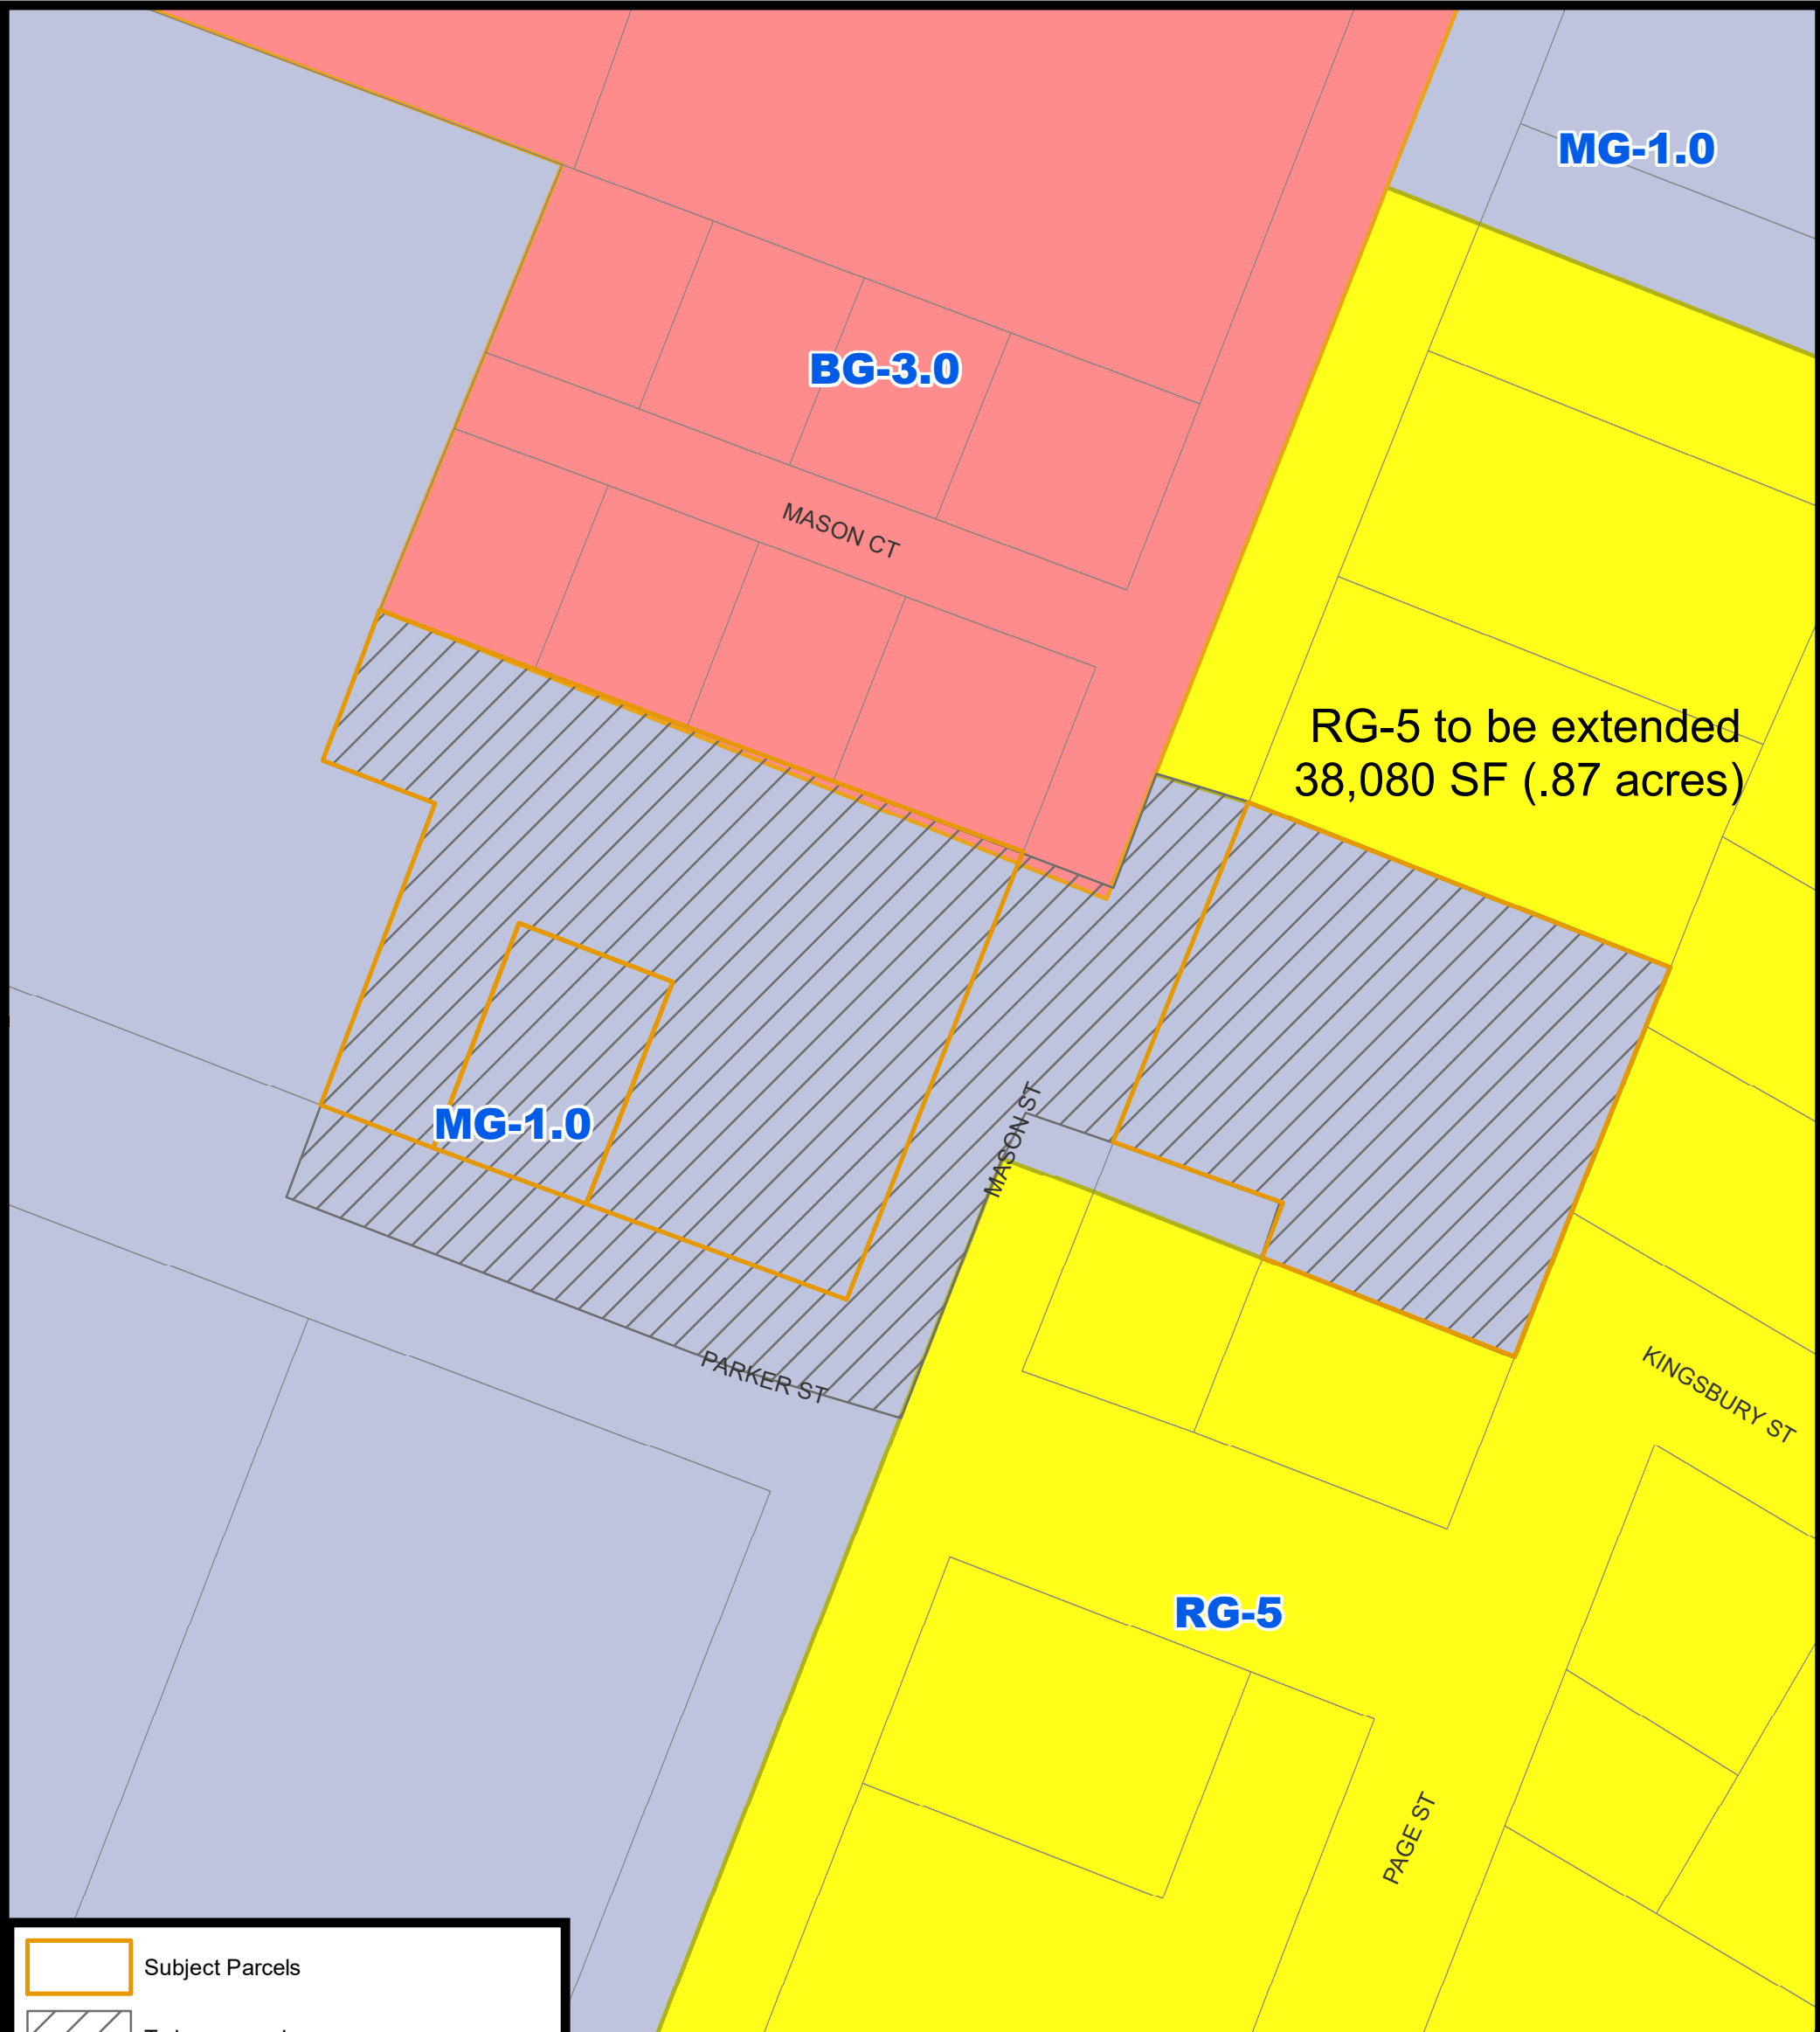 MG-1.0
BG-3.0
MASON CT
RG-5 to be extended
38,080 SF (.87 acres)
MASON ST
MG-1.0
PARKER ST
KINGSBURY ST
RG-5
PAGE ST
Subject Parcels